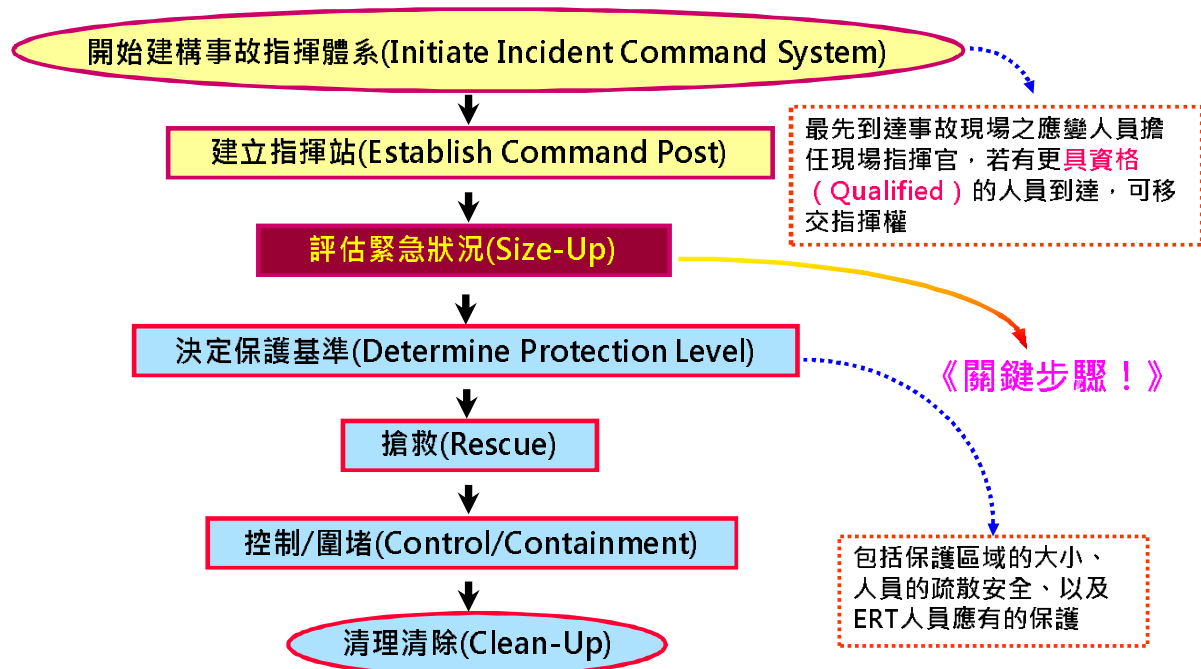 開始建構事故指揮體系(Initiate Incident Command System)
最先到達事故現場之應變人員擔
任現場指揮官，若有更具資格
（Qualified）的人員到達，可移
交指揮權
建立指揮站(Establish Command Post)
評估緊急狀況(Size-Up)
《關鍵步驟！》
決定保護基準(Determine Protection Level)
搶救(Rescue)
控制/圍堵(Control/Containment)
包括保護區域的大小、
人員的疏散安全、以及
ERT人員應有的保護
清理清除(Clean-Up)